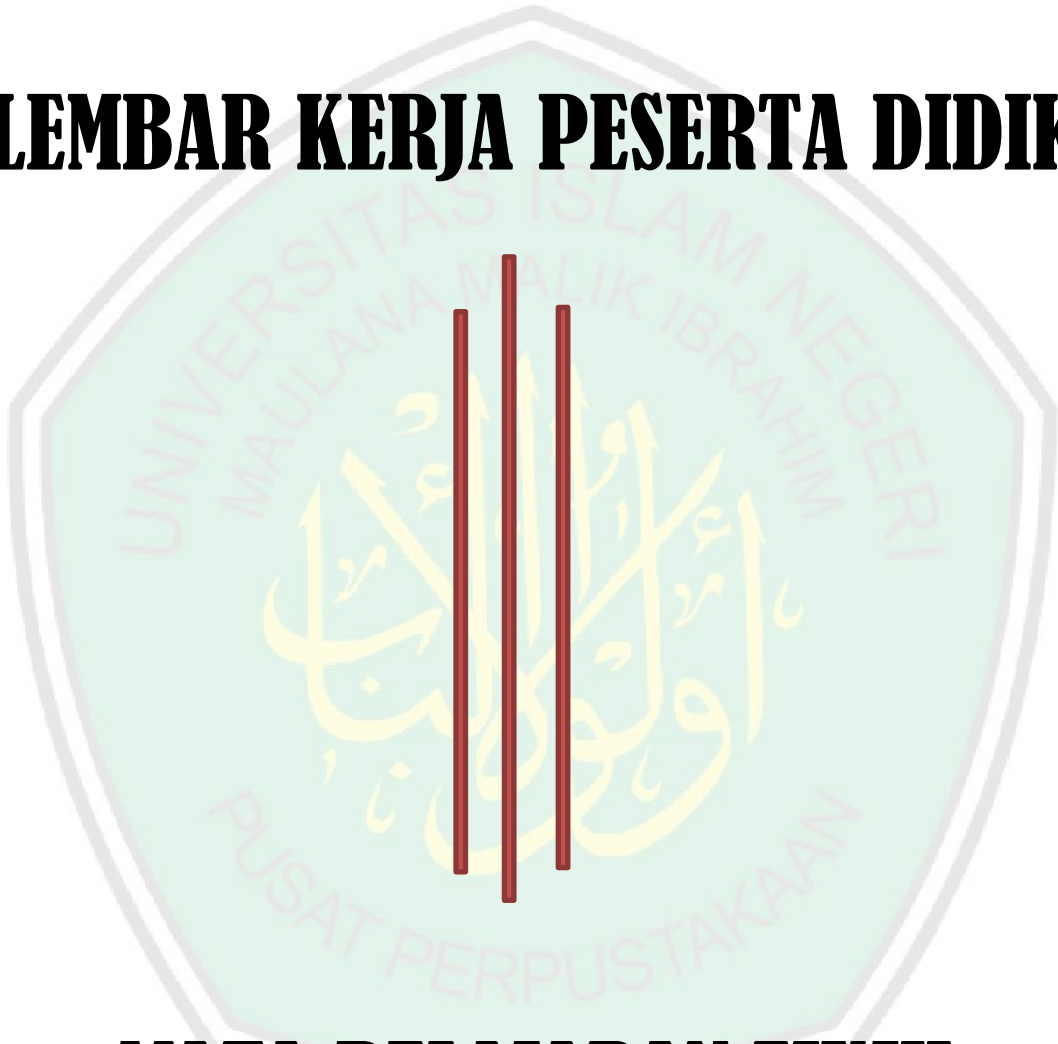 LEMBAR KERJA PESERTA DIDIK
UNIVERSITAS ISLAM NEGERI
MAULANA MALIK IBRAHIM
PUSAT PERPUSTAKAAN